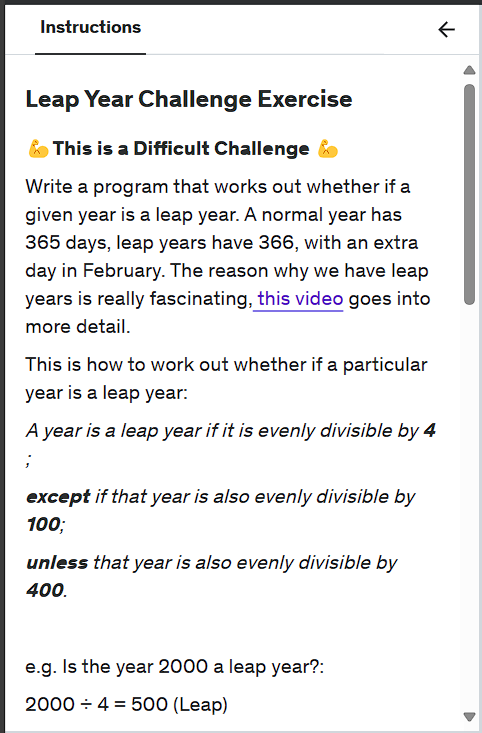 Instructions
Leap Year Challenge Exercise
💪 This is a Difficult Challenge 💪
Write a program that works out whether if a
given year is a leap year. A normal year has
365 days, leap years have 366, with an extra
day in February. The reason why we have leap
years is really fascinating, this video goes into
more detail.
This is how to work out whether if a particular
year is a leap year:
A year is a leap year if it is evenly divisible by 4
;
except if that year is also evenly divisible by
100;
unless that year is also evenly divisible by
400.
e.g. Is the year 2000 a leap year?:
2000 ÷ 4 = 500 (Leap)